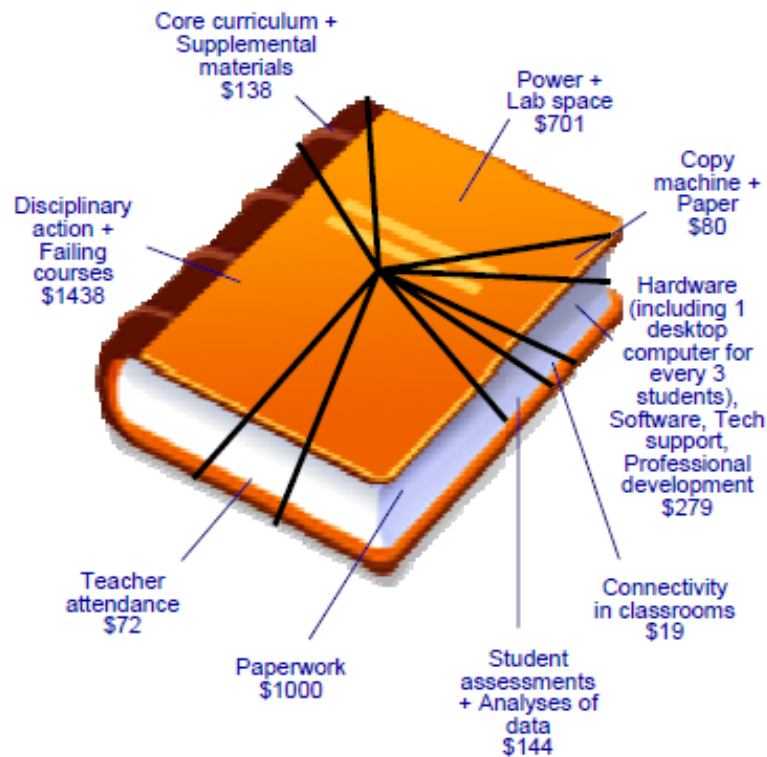 Core curriculum +
Supplemental
materials
$138
Power +
Lab space
$701
Copy
machine +
Paper
$80
Disciplinary
action +
Failing
courses
$1438
Hardware
(including 1
desktop
computer for
every 3
students),
Software, Tech
support,
Professional
development
$279
Teacher
attendance
$72
Connectivity
in classrooms
$19
Paperwork
$1000
Student
assessments
+ Analyses of
data
$144